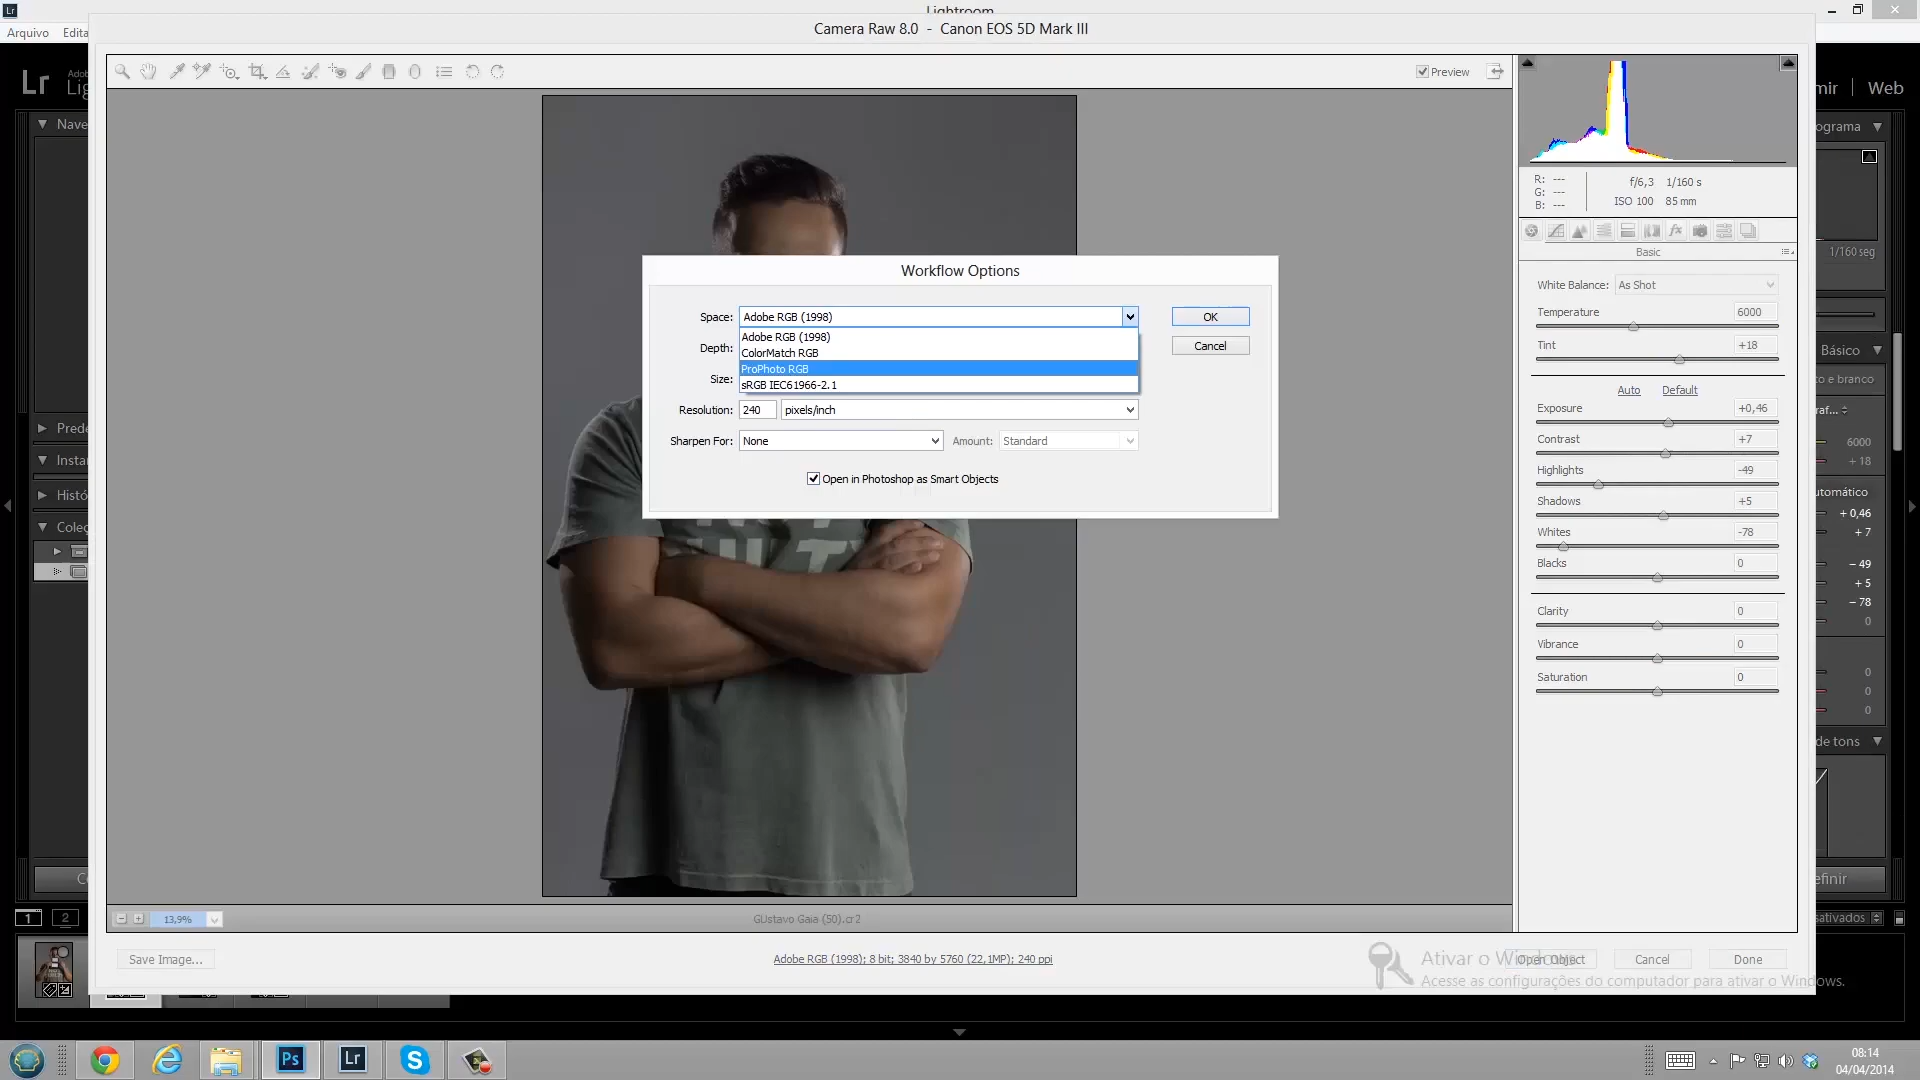 Lightroom
Camera Raw 8.0 - Canon EOS 5D Mark III
Arquivo Edita
Preview
Lr
mir | Web
Nave
ograma
R: ---
G: ---
B: ---
f/6,3 1/160 s
ISO 100 85 mm
1/160 seg
Basic
Workflow Options
Space: Adobe RGB (1998)
Adobe RGB (1998)
ColorMatch RGB
ProPhoto RGB
sRGB IEC61966-2.1
Depth:
Size:
Resolution: 240 pixels/inch
Sharpen For: None Amount: Standard
Open in Photoshop as Smart Objects
OK
Cancel
White Balance: As Shot
Temperature 6000
Tint +18
Auto Default
Exposure +0,46
Contrast +7
Highlights -49
Shadows +5
Whites -78
Blacks 0
Clarity 0
Vibrance 0
Saturation 0
Básico
o e branco
raf...
6000
+ 18
utomático
+ 0,46
+ 7
– 49
+ 5
– 78
0
0
0
0
de tons
efinir
Prede
Instan
Histó
Coleç
1 2
13,9%
GUstavo Gaia (50).cr2
sativados
Save Image...
Adobe RGB (1998); 8 bit; 3840 by 5760 (22,1MP); 240 ppi
Open Object
Cancel
Done
Ativar o Windows
Acesse as configurações do computador para ativar o Windows.
Ps
Lr
08:14
04/04/2014